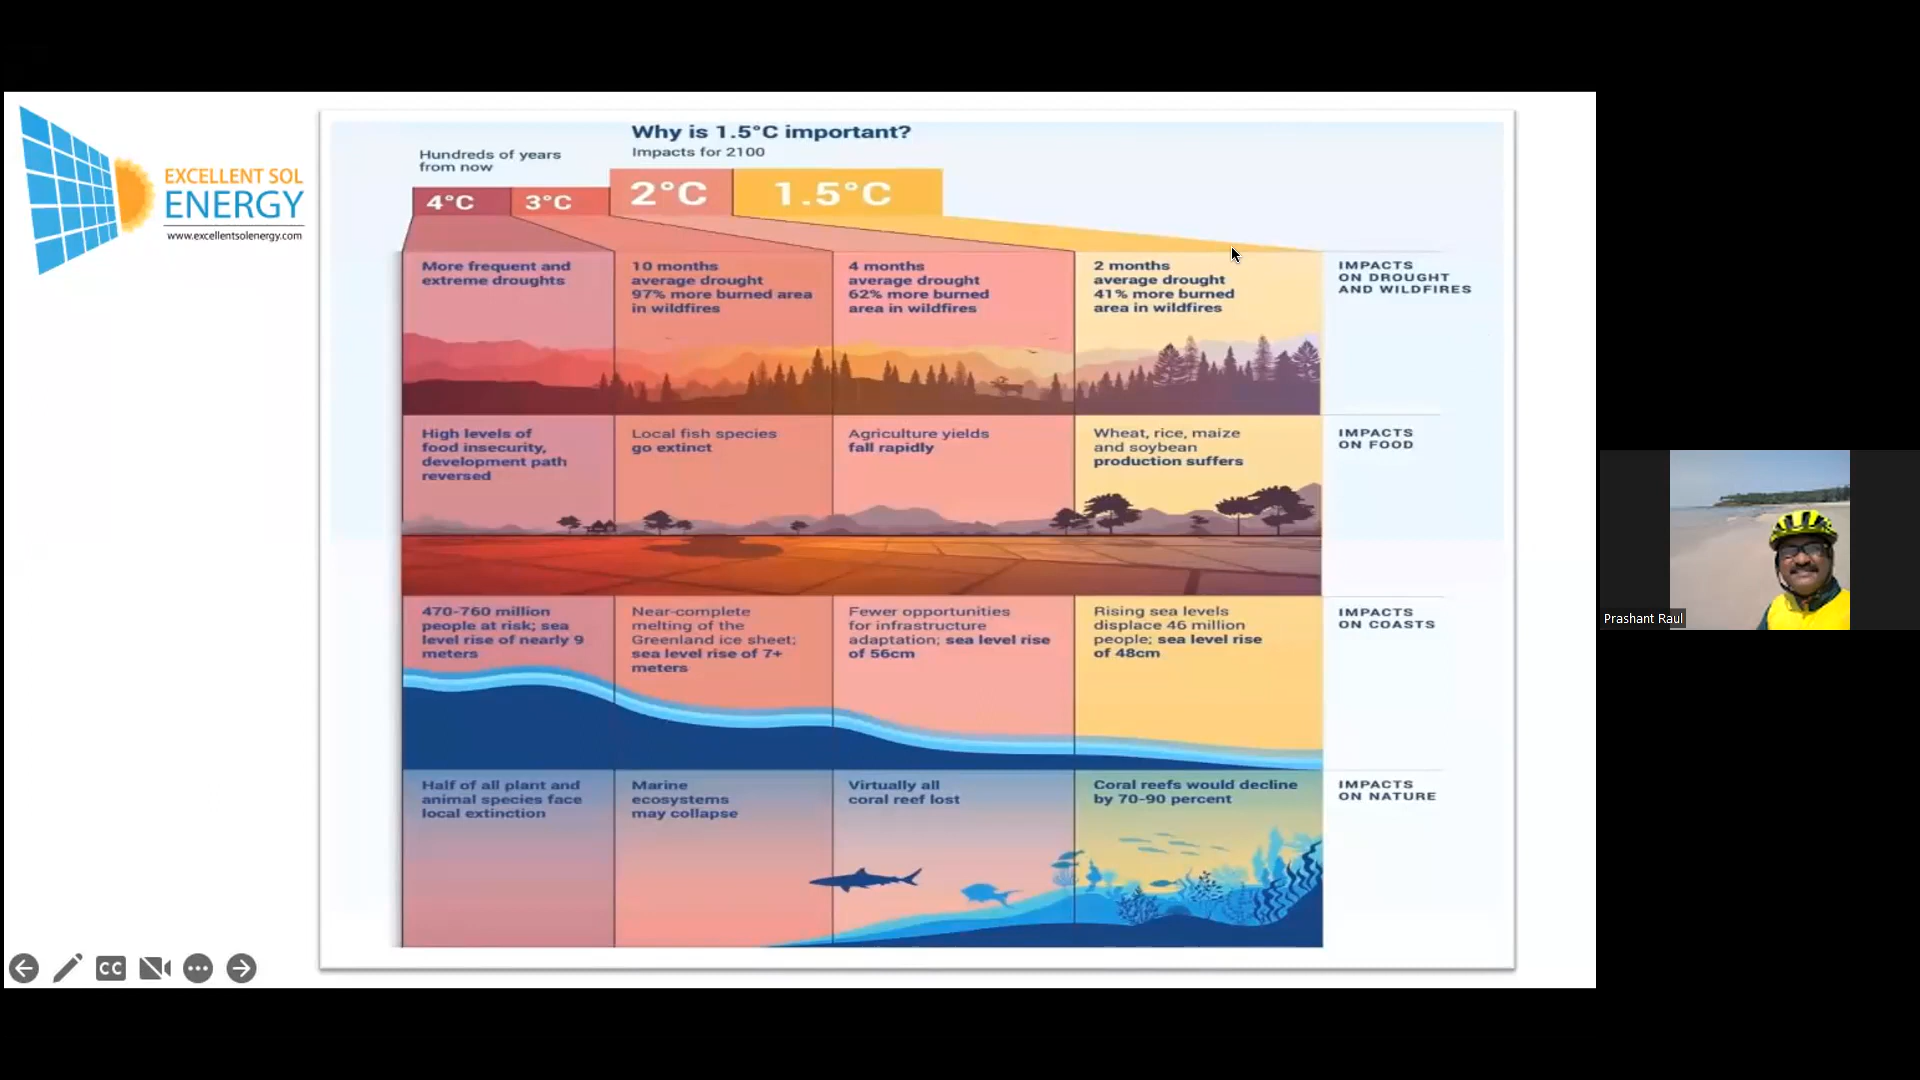 EXCELLENT SOL
ENERGY
www.excellentsolenergy.com
Why is 1.5°C important?
Impacts for 2100
Hundreds of years
from now
4°C
3°C
2°C
1.5°C
More frequent and
extreme droughts
10 months
average drought
97% more burned area
in wildfires
4 months
average drought
62% more burned
area in wildfires
2 months
average drought
41% more burned
area in wildfires
IMPACTS
ON DROUGHT
AND WILDFIRES
High levels of
food insecurity,
development path
reversed
Local fish species
go extinct
Agriculture yields
fall rapidly
Wheat, rice, maize
and soybean
production suffers
IMPACTS
ON FOOD
470-760 million
people at risk; sea
level rise of nearly 9
meters
Near-complete
melting of the
Greenland ice sheet;
sea level rise of 7+
meters
Fewer opportunities
for infrastructure
adaptation; sea level rise
of 56cm
Rising sea levels
displace 46 million
people; sea level rise
of 48cm
IMPACTS
ON COASTS
Half of all plant and
animal species face
local extinction
Marine
ecosystems
may collapse
Virtually all
coral reef lost
Coral reefs would decline
by 70-90 percent
IMPACTS
ON NATURE
CC
Prashant Raul